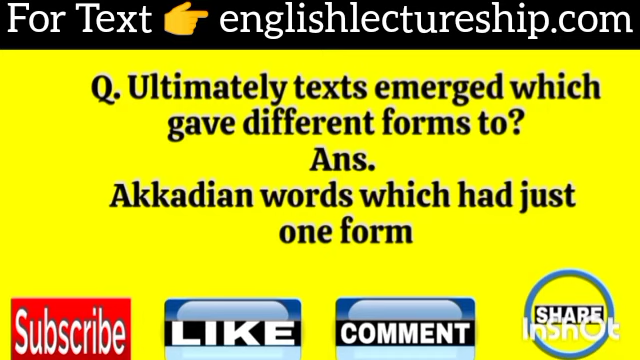 For Text 👉 englishlectureship.com
Q. Ultimately texts emerged which
gave different forms to?
Ans.
Akkadian words which had just
one form
Subscribe
LIKE
COMMENT
SHARE
InShOt